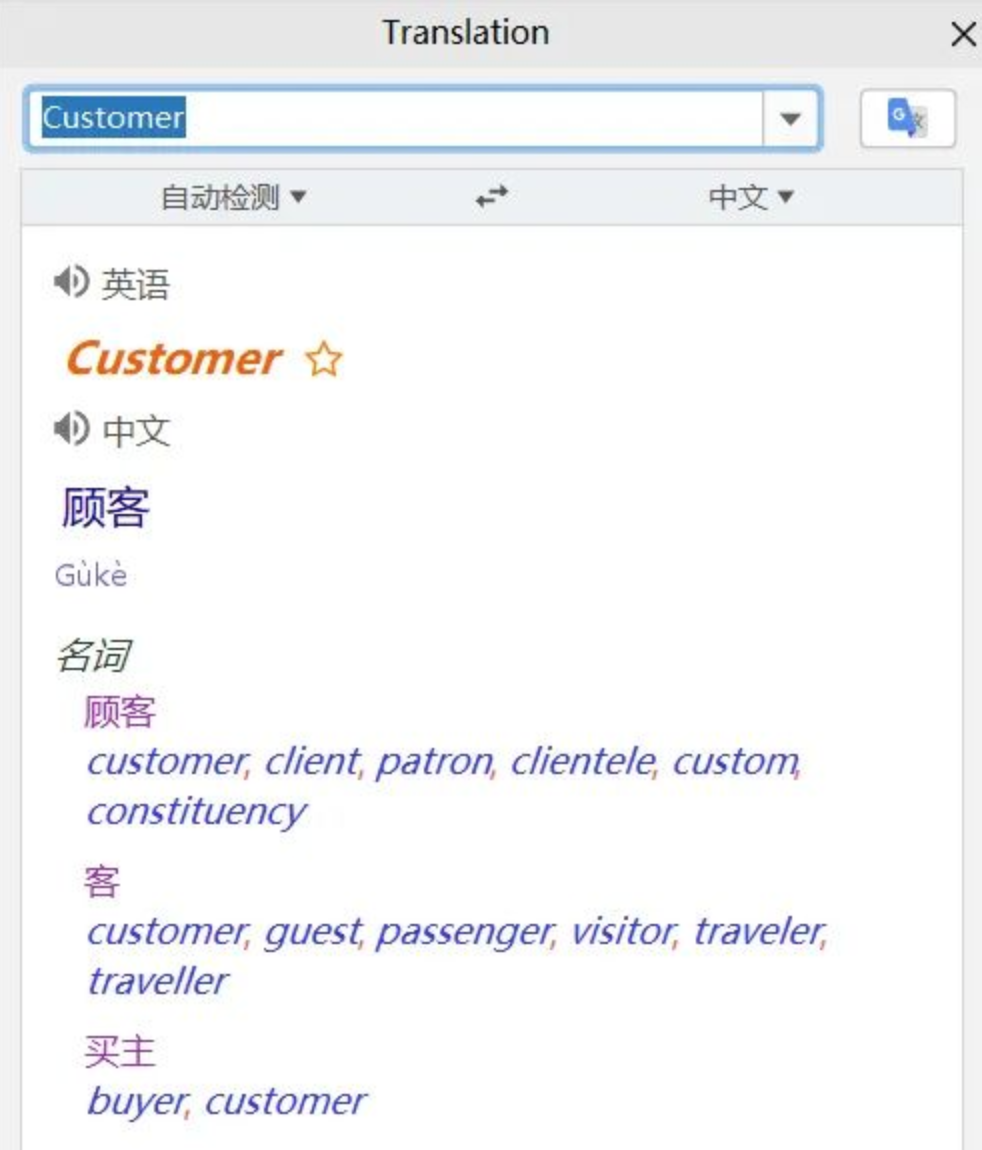 Translation
Customer
自动检测 中文
英语
Customer
中文
顾客
Gùkè
名词
顾客
customer, client, patron, clientele, custom,
constituency
客
customer, guest, passenger, visitor, traveler,
traveller
买主
buyer, customer